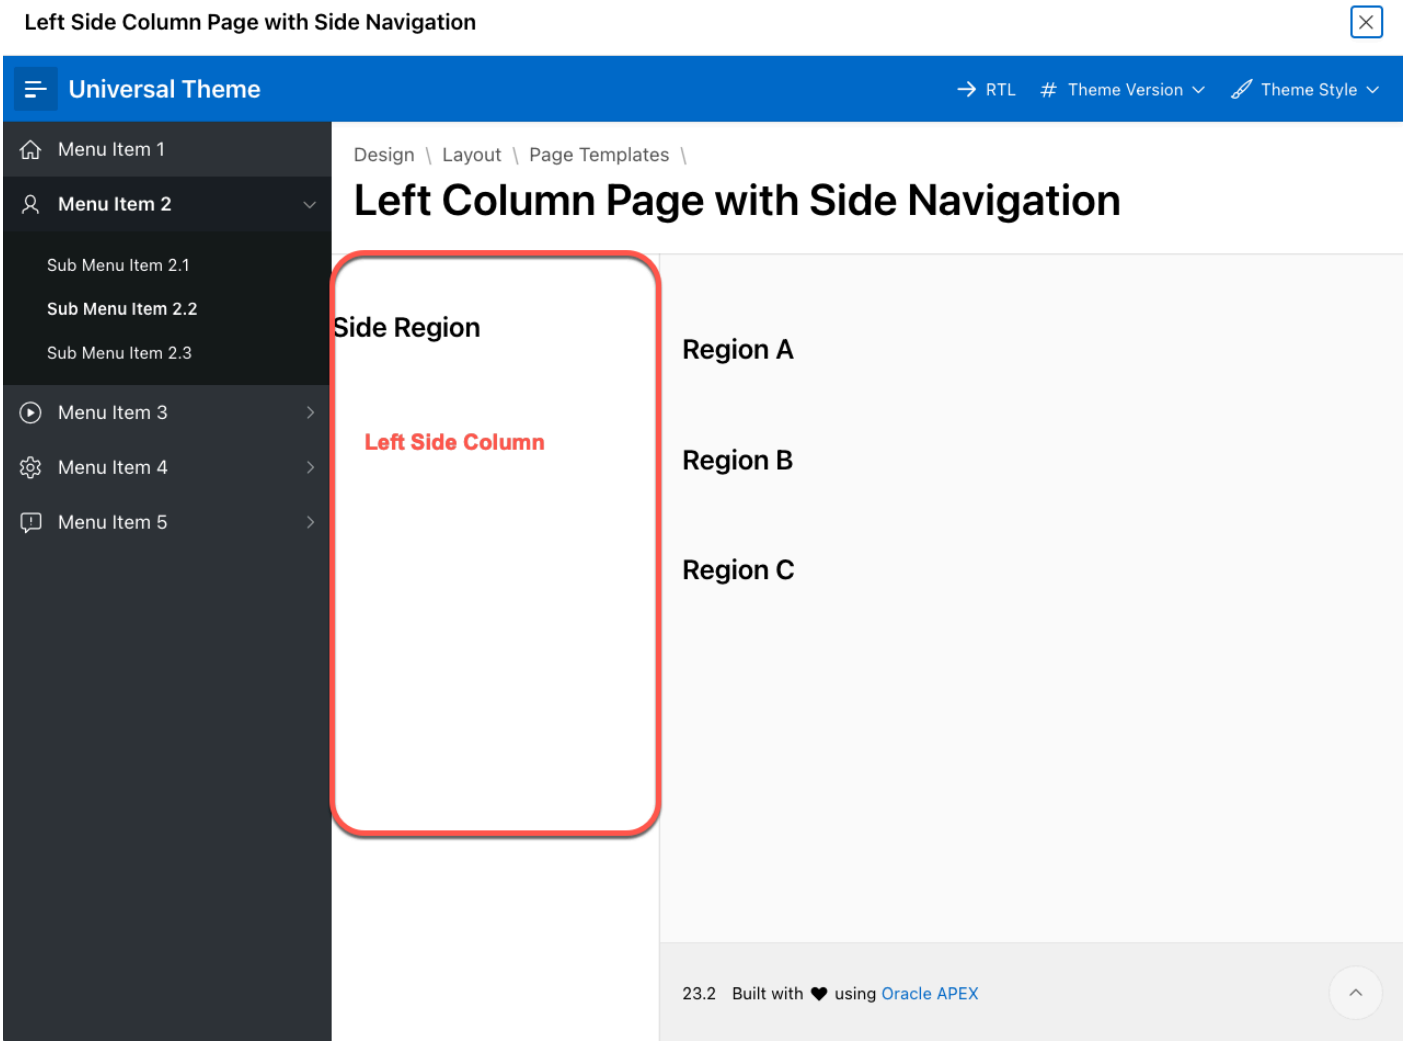 Left Side Column Page with Side Navigation
Universal Theme
RTL
# Theme Version
Theme Style
Menu Item 1
Menu Item 2
Sub Menu Item 2.1
Sub Menu Item 2.2
Sub Menu Item 2.3
Menu Item 3
Menu Item 4
Menu Item 5
Design \ Layout \ Page Templates \
Left Column Page with Side Navigation
Side Region
Left Side Column
Region A
Region B
Region C
23.2 Built with ♥ using Oracle APEX